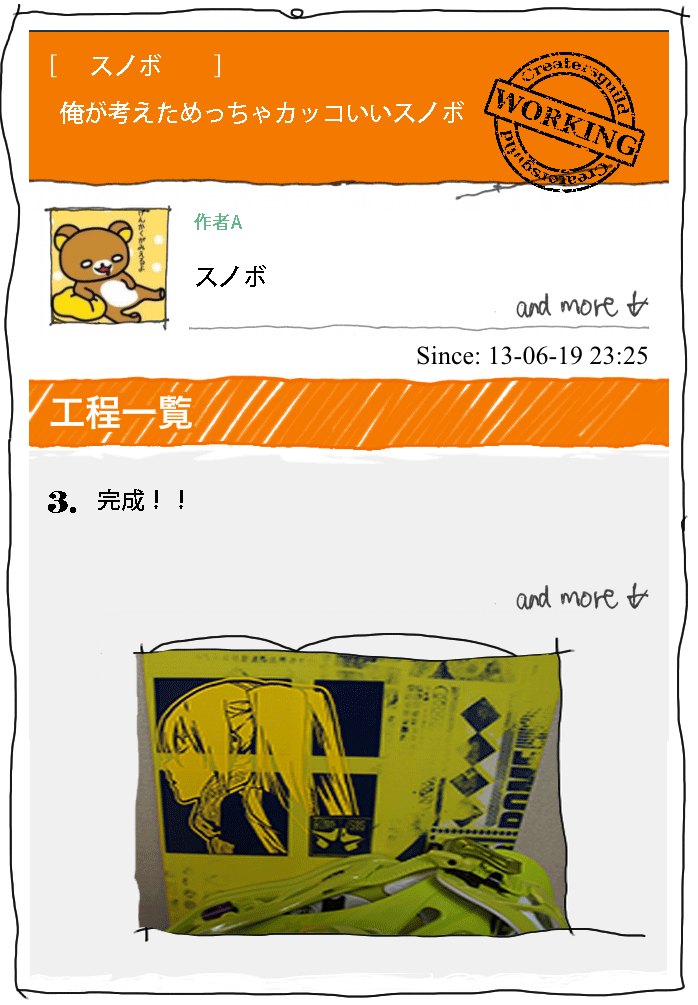 [ スノボ ]
俺が考えためっちゃカッコいいスノボ
Creatersguild
WORKING
Creatersguild
作者A
スノボ
and more
Since: 13-06-19 23:25
工程一覧
3. 完成！！
and more